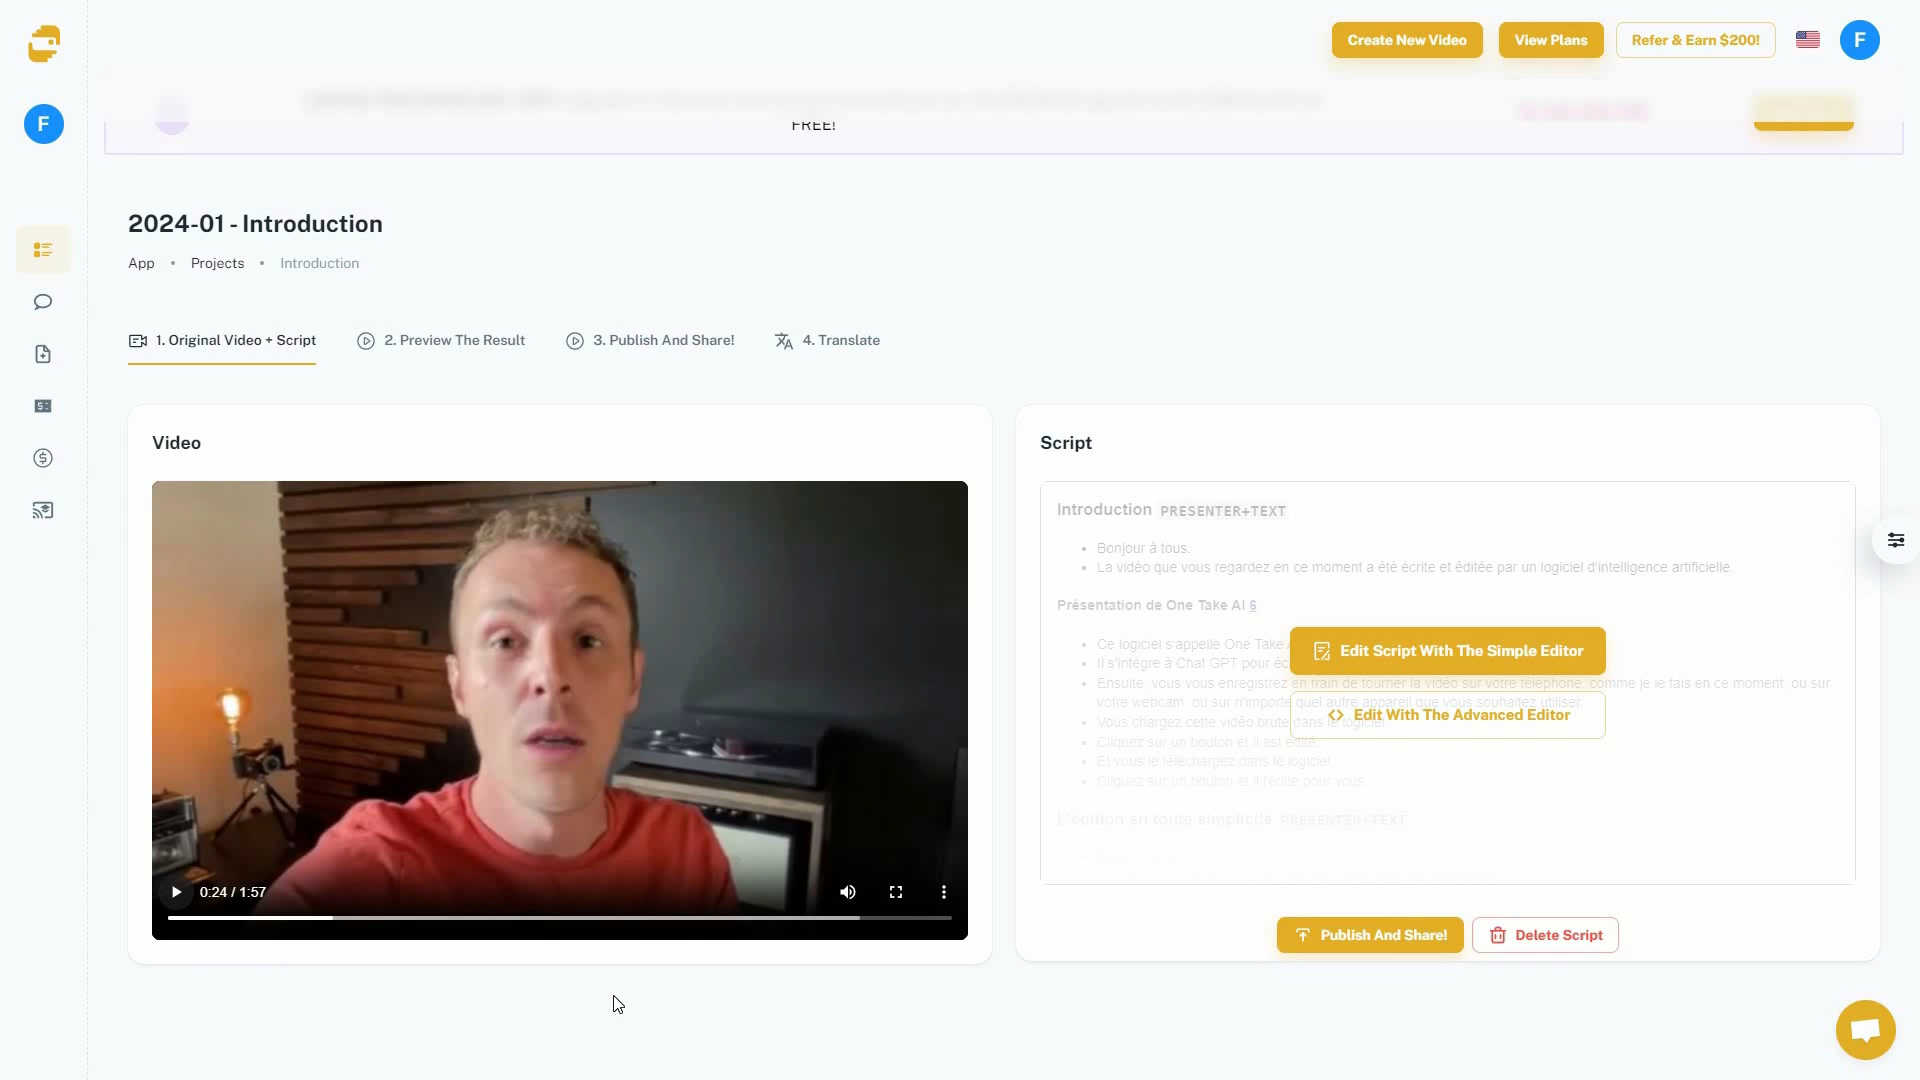 Create New Video
View Plans
Refer & Earn $200!
F
F
FREE!
2024-01 - Introduction
App • Projects • Introduction
1. Original Video + Script
2. Preview The Result
3. Publish And Share!
4. Translate
Video
0:24 / 1:57
Script
Introduction PRESENTER+TEXT
• Bonjour à tous.
• La vidéo que vous regardez en ce moment a été écrite et éditée par un logiciel d'intelligence artificielle.
Présentation de One Take AI 6
• Ce logiciel s'appelle One Take
• Il s'intègre à Chat GPT pour
Edit Script With The Simple Editor
• Ensuite, vous vous enregistrez en train de tourner la vidéo sur votre téléphone, comme je le fais en ce moment, ou sur
votre webcam, ou sur n'importe quel autre appareil que vous souhaitez utiliser.
• Vous chargez cette vidéo brute dans le logiciel.
Edit With The Advanced Editor
• Cliquez sur un bouton et il est édité.
• Et vous le téléchargez dans le logiciel.
• Cliquez sur un bouton et il l'édite pour vous.
L'édition en toute simplicité PRESENTER+TEXT
Publish And Share!
Delete Script